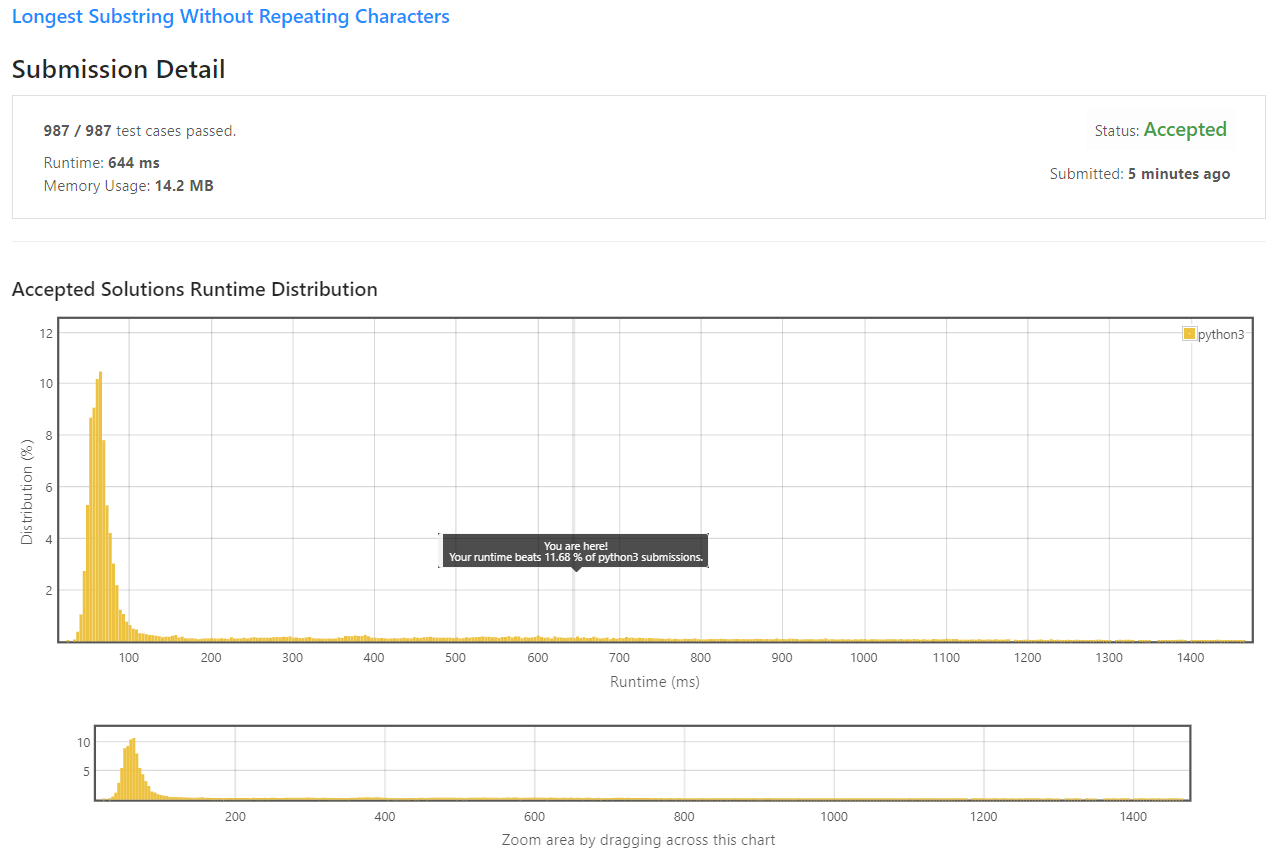 Longest Substring Without Repeating Characters
Submission Detail
987 / 987 test cases passed.
Status: Accepted
Runtime: 644 ms
Memory Usage: 14.2 MB
Submitted: 5 minutes ago
Accepted Solutions Runtime Distribution
python3
12
10
8
6
4
2
Distribution (%)
You are here!
Your runtime beats 11.68 % of python3 submissions.
100 200 300 400 500 600 700 800 900 1000 1100 1200 1300 1400
Runtime (ms)
10
5
200 400 600 800 1000 1200 1400
Zoom area by dragging across this chart